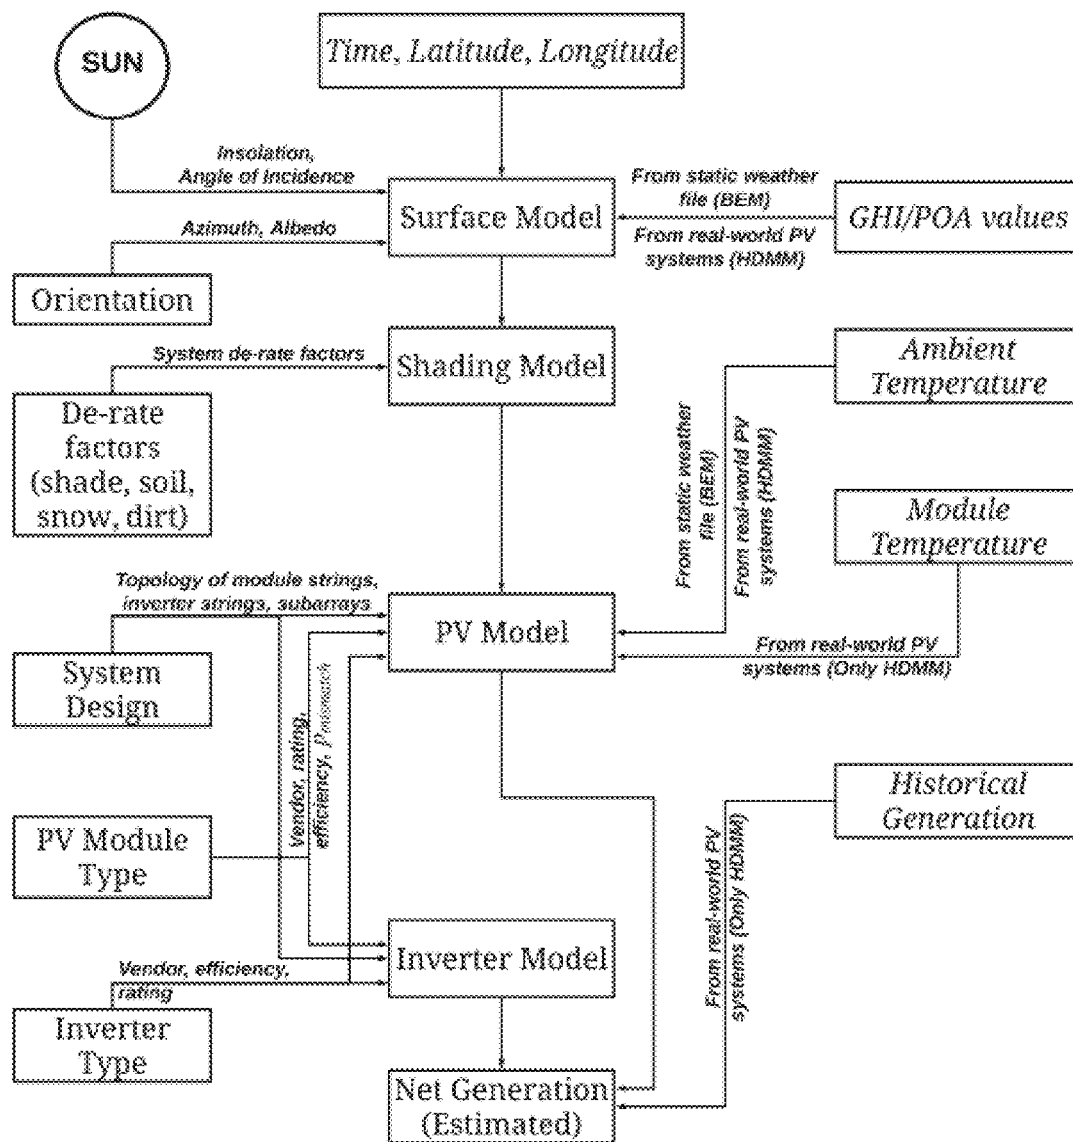 SUN
Time, Latitude, Longitude
Insolation,
Angle of Incidence
Surface Model
From static weather
file (BEM)
From real-world PV
systems (HDMM)
GHI/POA values
Azimuth, Albedo
Orientation
System de-rate factors
Shading Model
Ambient
Temperature
De-rate
factors
(shade, soil,
snow, dirt)
From static weather
file (BEM)
From real-world PV
systems (HDMM)
Module
Temperature
Topology of module strings,
inverter strings, subarrays
PV Model
From real-world PV
systems (Only HDMM)
System
Design
Vendor, rating,
efficiency, ρmismatch
Historical
Generation
PV Module
Type
From real-world PV
systems (Only HDMM)
Inverter Model
Vendor, efficiency,
rating
Inverter
Type
Net Generation
(Estimated)